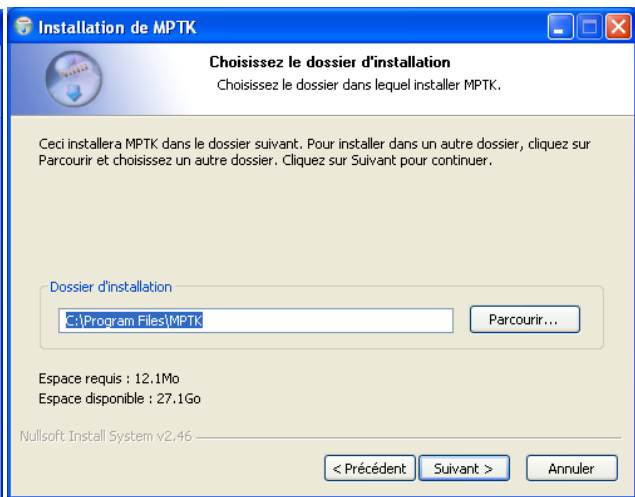 Installation de MPTK
Choisissez le dossier d'installation
Choisissez le dossier dans lequel installer MPTK.
Ceci installera MPTK dans le dossier suivant. Pour installer dans un autre dossier, cliquez sur
Parcourir et choisissez un autre dossier. Cliquez sur Suivant pour continuer.
Dossier d'installation
C:\Program Files\MPTK
Parcourir...
Espace requis : 12.1Mo
Espace disponible : 27.1Go
Nullsoft Install System v2.46
< Précédent
Suivant >
Annuler